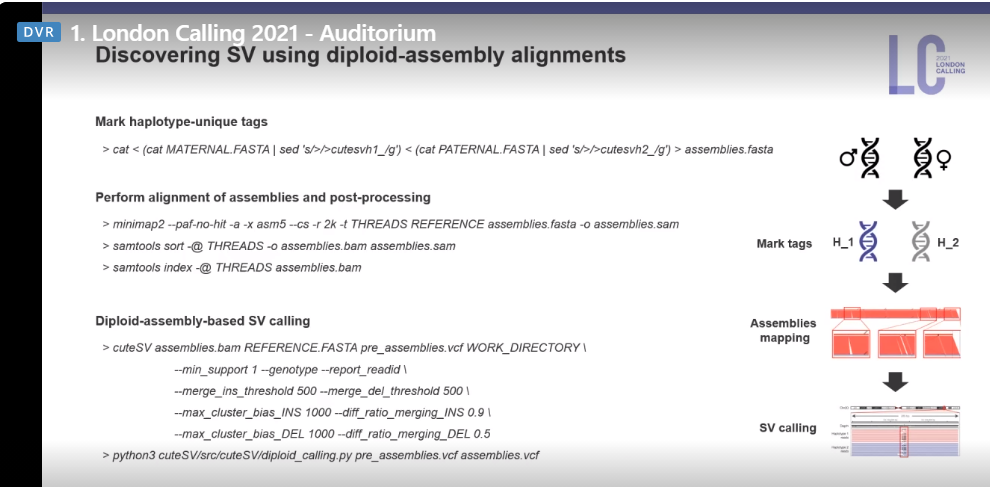 DVR 1. London Calling 2021 - Auditorium
Discovering SV using diploid-assembly alignments
LC 2021 LONDON CALLING
Mark haplotype-unique tags
> cat < (cat MATERNAL.FASTA | sed 's/>/>cutesvh1_/g') < (cat PATERNAL.FASTA | sed 's/>/>cutesvh2_/g') > assemblies.fasta
Perform alignment of assemblies and post-processing
> minimap2 --paf-no-hit -a -x asm5 --cs -r 2k -t THREADS REFERENCE assemblies.fasta -o assemblies.sam
> samtools sort -@ THREADS -o assemblies.bam assemblies.sam
> samtools index -@ THREADS assemblies.bam
Diploid-assembly-based SV calling
> cuteSV assemblies.bam REFERENCE.FASTA pre_assemblies.vcf WORK_DIRECTORY \
--min_support 1 --genotype --report_readid \
--merge_ins_threshold 500 --merge_del_threshold 500 \
--max_cluster_bias_INS 1000 --diff_ratio_merging_INS 0.9 \
--max_cluster_bias_DEL 1000 --diff_ratio_merging_DEL 0.5
> python3 cuteSV/src/cuteSV/diploid_calling.py pre_assemblies.vcf assemblies.vcf
♂ ♀
Mark tags
H_1 H_2
Assemblies
mapping
SV calling